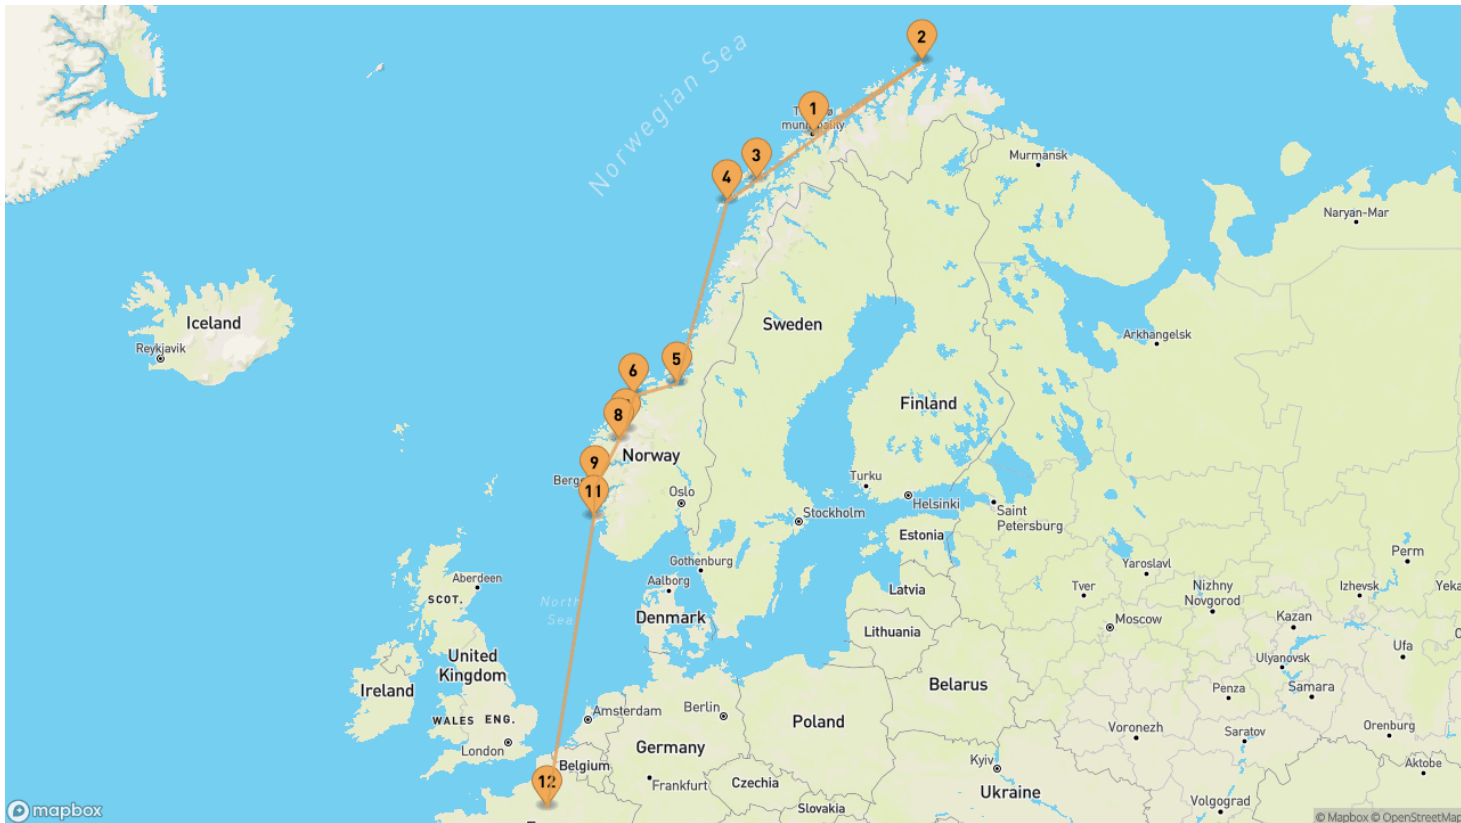 2
Norwegian Sea
1
municipality
3
Murmansk
4
Naryan-Mar
Iceland
Reykjavik
Sweden
Arkhangelsk
5
6
8
Finland
Norway
9
11
Oslo
Turku
Helsinki
Stockholm
Saint
Petersburg
Estonia
Gothenburg
Aalborg
Aberdeen
SCOT.
North
Sea
Denmark
Latvia
Lithuania
Yaroslavl
Tver
Nizhny
Novgorod
Moscow
Kazan
Izhevsk
Perm
Ufa
Ulyanovsk
Samara
Penza
United
Kingdom
Ireland
WALES ENG.
London
Amsterdam
Berlin
Germany
Poland
Belarus
Voronezh
Saratov
Orenburg
Belgium
Frankfurt
Czechia
Kyiv
Ukraine
Slovakia
Aktobe
Volgograd
12
mapbox
© Mapbox © OpenStreetMap